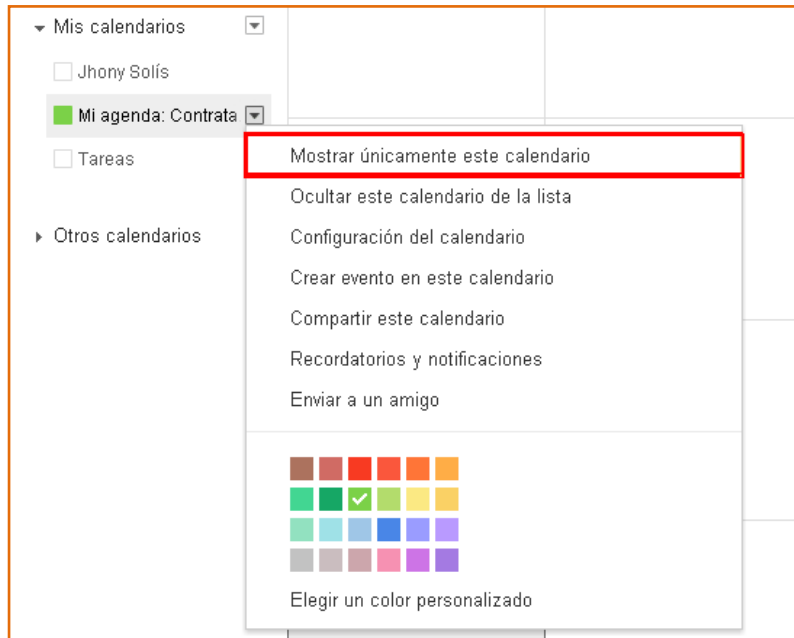 Mis calendarios
Jhony Solís
Mi agenda: Contrata
Tareas
Otros calendarios
Mostrar únicamente este calendario
Ocultar este calendario de la lista
Configuración del calendario
Crear evento en este calendario
Compartir este calendario
Recordatorios y notificaciones
Enviar a un amigo
Elegir un color personalizado